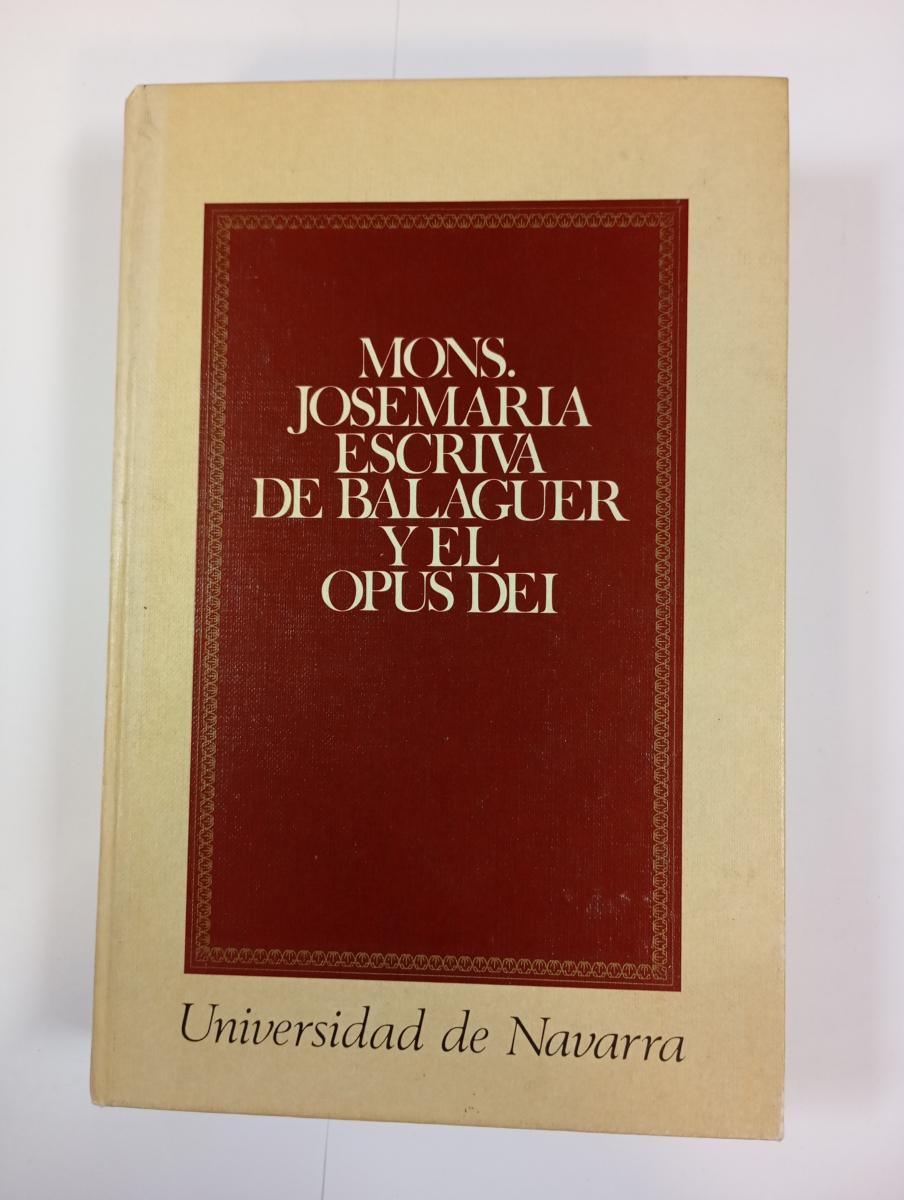 MONS.
JOSEMARIA
ESCRIVA
DE BALAGUER
Y EL
OPUS DEI
Universidad de Navarra